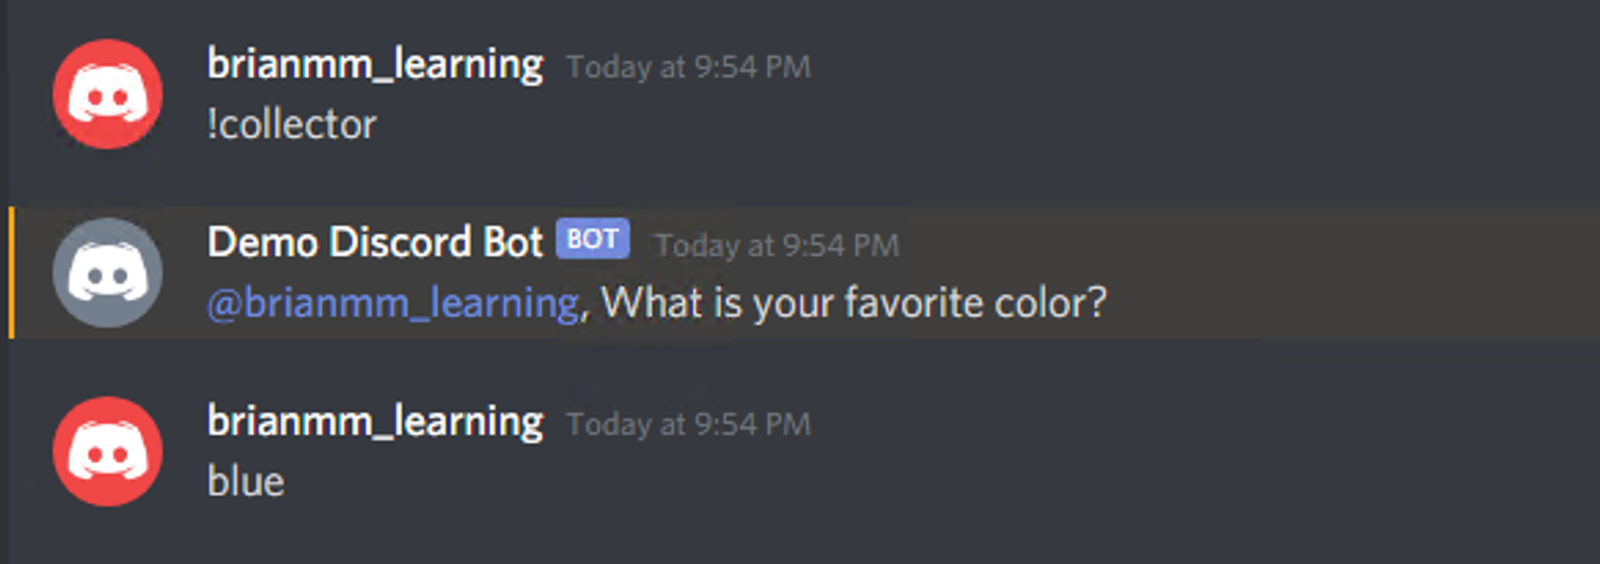 brianmm_learning Today at 9:54 PM
!collector
Demo Discord Bot BOT Today at 9:54 PM
@brianmm_learning, What is your favorite color?
brianmm_learning Today at 9:54 PM
blue